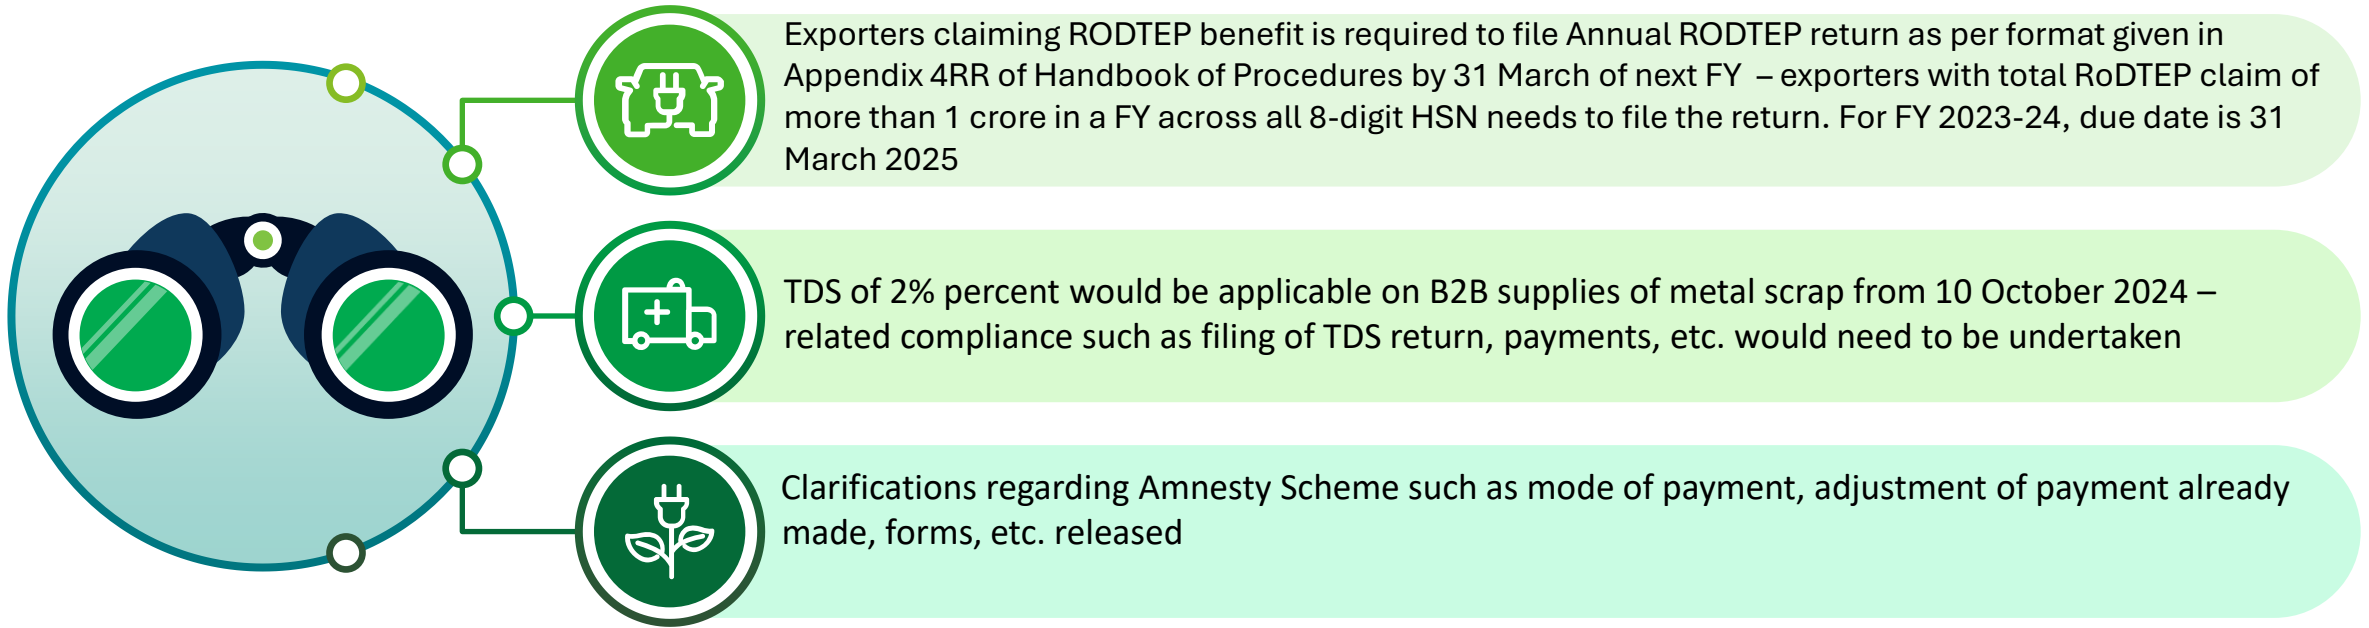 Exporters claiming RODTEP benefit is required to file Annual RODTEP return as per format given in
Appendix 4RR of Handbook of Procedures by 31 March of next FY – exporters with total RoDTEP claim of
more than 1 crore in a FY across all 8-digit HSN needs to file the return. For FY 2023-24, due date is 31
March 2025
TDS of 2% percent would be applicable on B2B supplies of metal scrap from 10 October 2024 –
related compliance such as filing of TDS return, payments, etc. would need to be undertaken
Clarifications regarding Amnesty Scheme such as mode of payment, adjustment of payment already
made, forms, etc. released